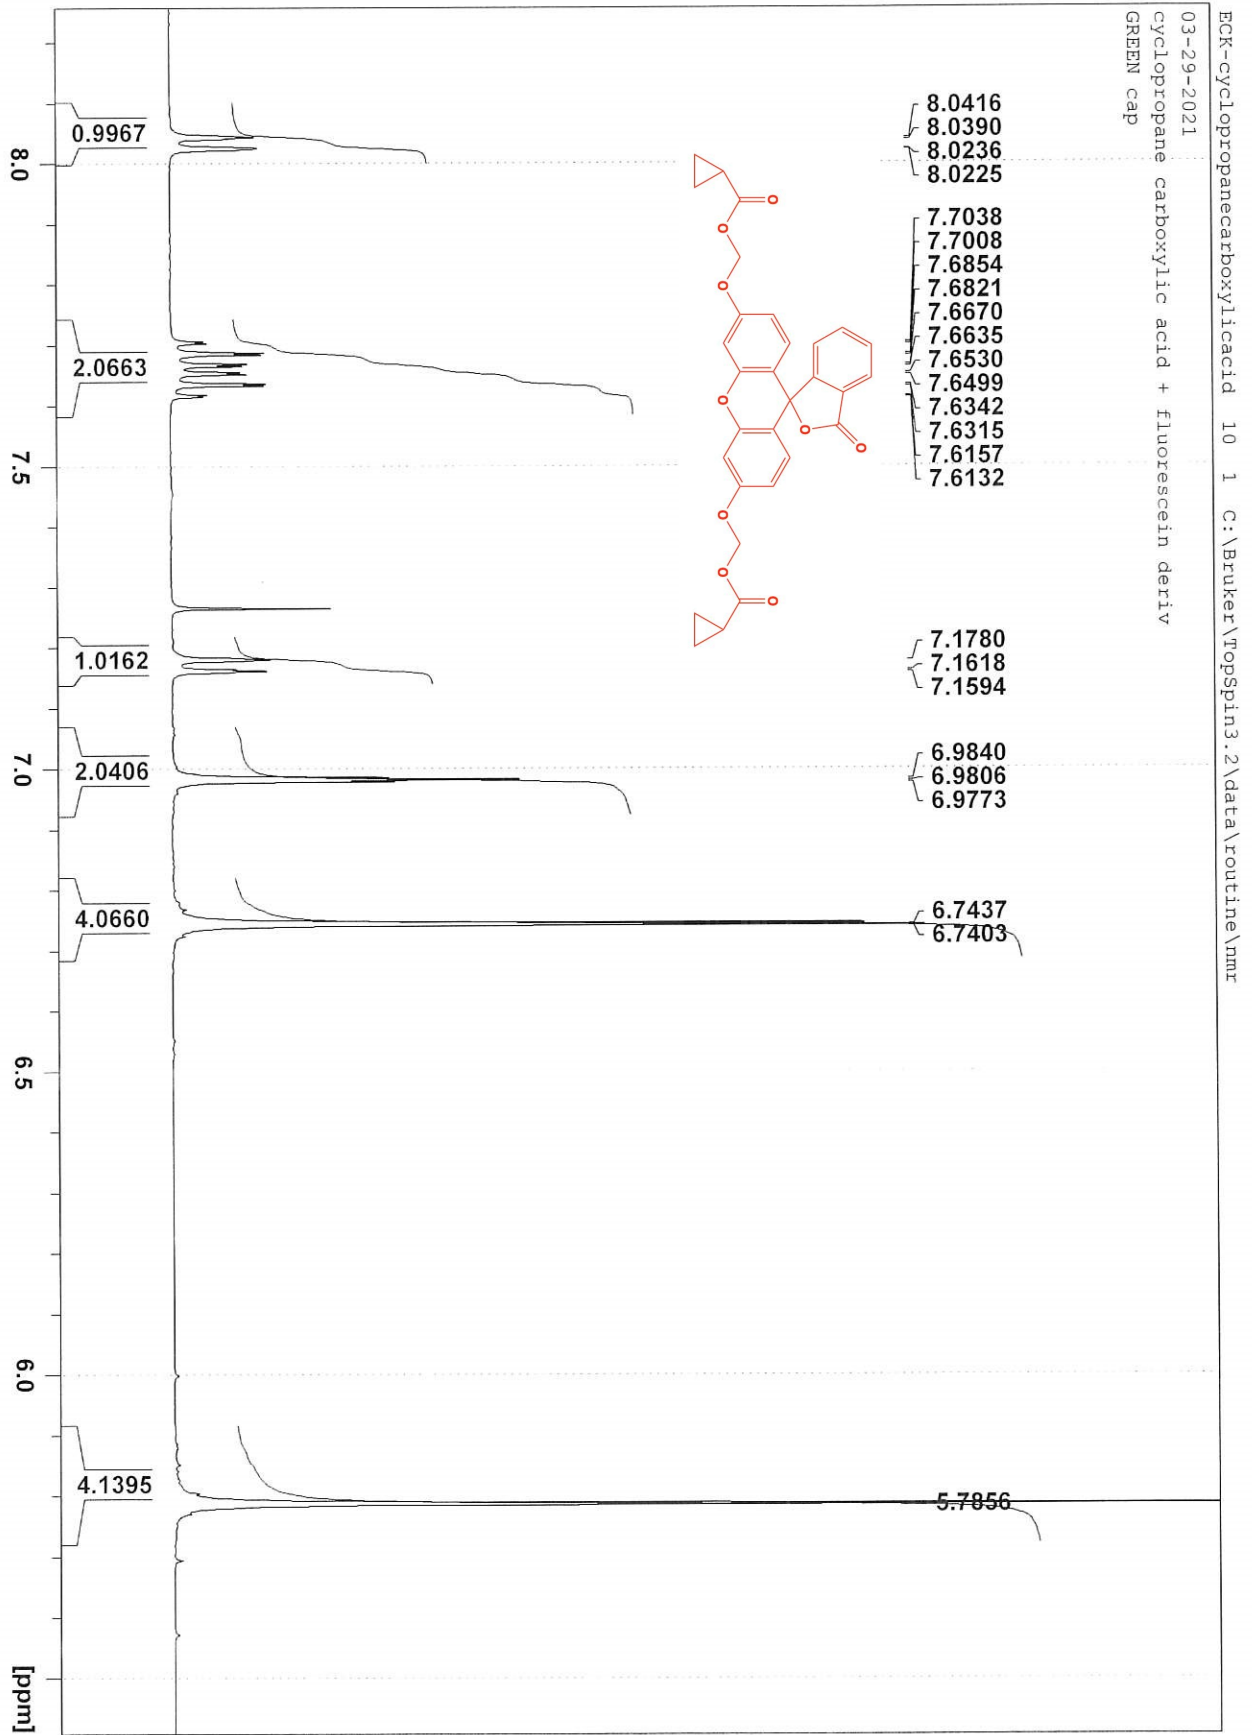 ECK-cyclopropanecarboxylicacid 10 1 C:\Bruker\TopSpin3.2\data\routine\nmr
03-29-2021
cyclopropane carboxylic acid + fluorescein deriv
GREEN cap
8.0416
8.0390
8.0236
8.0225
7.7038
7.7008
7.6854
7.6821
7.6670
7.6635
7.6530
7.6499
7.6342
7.6315
7.6157
7.6132
7.1780
7.1618
7.1594
6.9840
6.9806
6.9773
6.7437
6.7403
5.7856
O
O
O
O
O
O
O
O
O
0.9967
2.0663
1.0162
2.0406
4.0660
4.1395
8.0
7.5
7.0
6.5
6.0
[ppm]